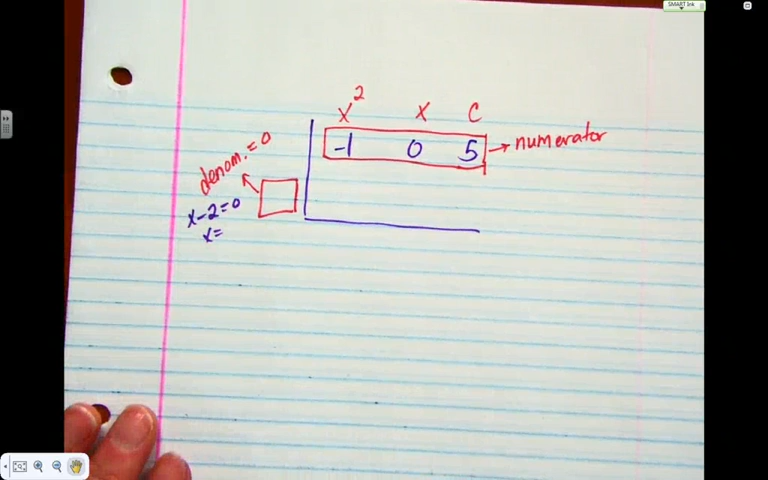 SMART Ink
x² x C
-1 0 5 → numerator
denom. = 0
x-2=0
x=